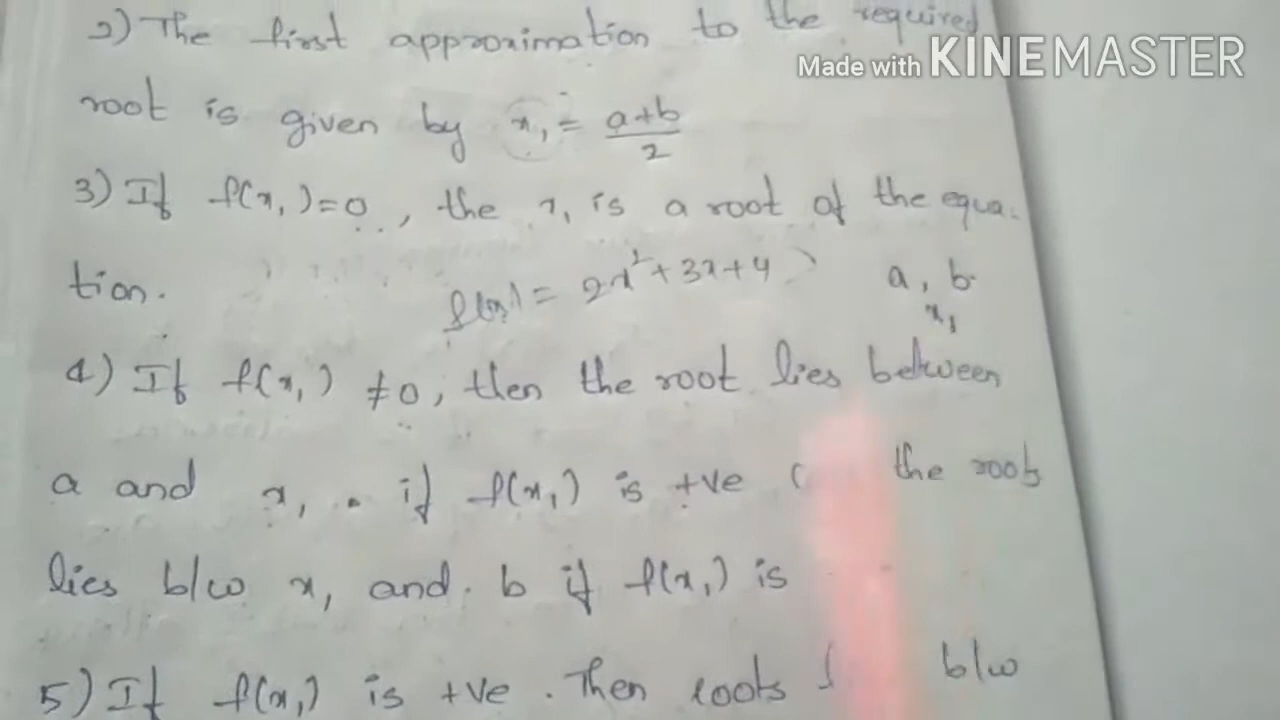 2) The first approximation to the required
Made with KINEMASTER
root is given by x₁ = a+b/2
3) If f(x₁)=0, the x₁ is a root of the equa-
tion.
f(x) = 2x²+3x+4
a, b
x₁
4) If f(x₁) ≠0, then the root lies between
a and x₁. if f(x₁) is +ve the roots
lies b/w x₁ and. b if f(x₁) is
5) If f(x₁) is +ve. Then roots b/w